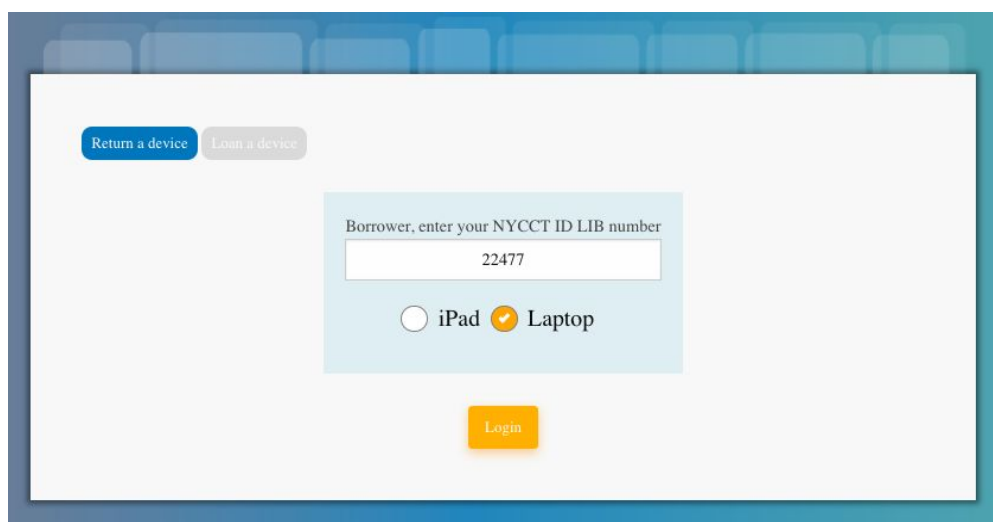 Return a device Loan a device
Borrower, enter your NYCCT ID LIB number
22477
iPad Laptop
Login